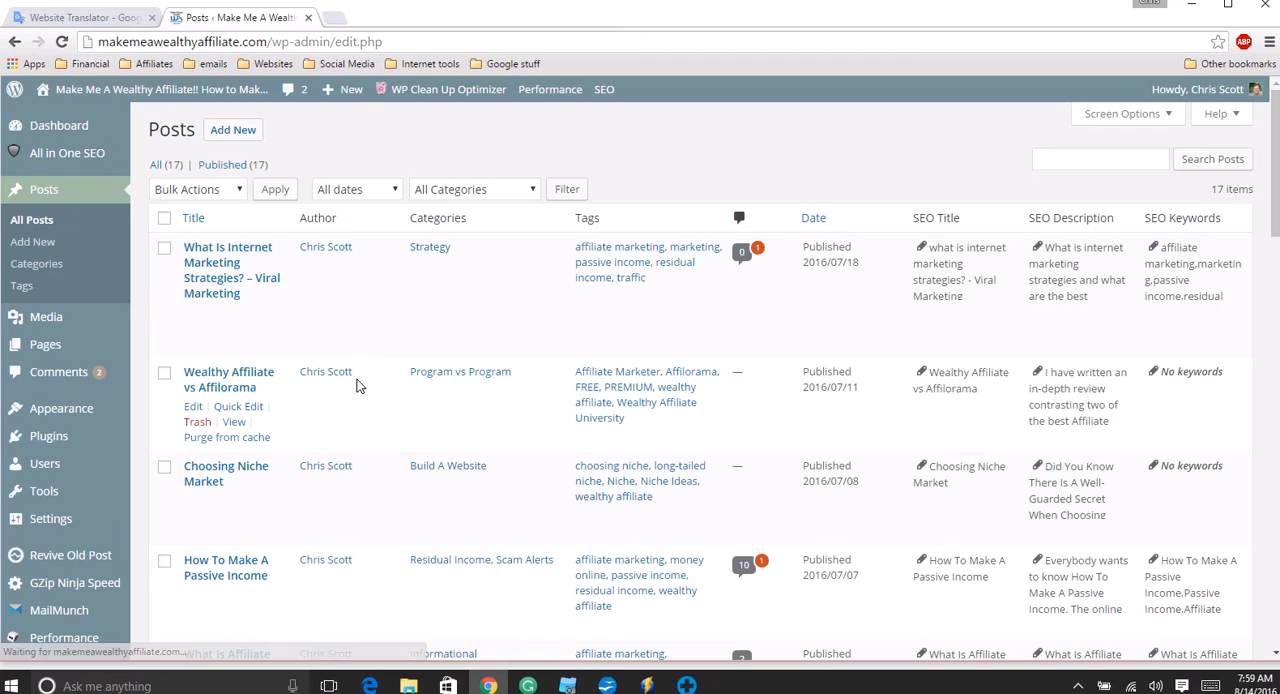 Chris
Website Translator - Goog
Posts ‹ Make Me A Wealth
makemeawealthyaffiliate.com/wp-admin/edit.php
ABP
Apps Financial Affiliates emails Websites Social Media Internet tools Google stuff Other bookmarks
Make Me A Wealthy Affiliate!! How to Mak... 2 New WP Clean Up Optimizer Performance SEO Howdy, Chris Scott
Screen Options Help
Dashboard
All in One SEO
Posts
All Posts
Add New
Categories
Tags
Media
Pages
Comments 2
Appearance
Plugins
Users
Tools
Settings
Revive Old Post
GZip Ninja Speed
MailMunch
Performance
Posts Add New
All (17) | Published (17)
Search Posts
Bulk Actions Apply All dates All Categories Filter 17 items
Title Author Categories Tags Date SEO Title SEO Description SEO Keywords
What Is Internet
Marketing
Strategies? – Viral
Marketing
Chris Scott
Strategy
affiliate marketing, marketing,
passive income, residual
income, traffic
0 1
Published
2016/07/18
what is internet
marketing
strategies? - Viral
Marketing
What is internet
marketing
strategies and what
are the best
affiliate
marketing,marketin
g,passive
income.residual
Wealthy Affiliate
vs Affilorama
Edit | Quick Edit |
Trash | View |
Purge from cache
Chris Scott
Program vs Program
Affiliate Marketer, Affilorama,
FREE, PREMIUM, wealthy
affiliate, Wealthy Affiliate
University
—
Published
2016/07/11
Wealthy Affiliate
vs Affilorama
I have written an
in-depth review
contrasting two of
the best Affiliate
No keywords
Choosing Niche
Market
Chris Scott
Build A Website
choosing niche, long-tailed
niche, Niche, Niche Ideas,
wealthy affiliate
—
Published
2016/07/08
Choosing Niche
Market
Did You Know
There Is A Well-
Guarded Secret
When Choosing
No keywords
How To Make A
Passive Income
Chris Scott
Residual Income, Scam Alerts
affiliate marketing, money
online, passive income,
residual income, wealthy
affiliate
10 1
Published
2016/07/07
How To Make A
Passive Income
Everybody wants
to know How To
Make A Passive
Income. The online
How To Make A
Passive
Income,Passive
Income.Affiliate
What is Affiliate
Chris Scott
Informational
affiliate marketing,
Published
What Is Affiliate
What Is Affiliate
What Is Affiliate
Waiting for makemeawealthyaffiliate.com...
Ask me anything
7:59 AM
8/14/2016